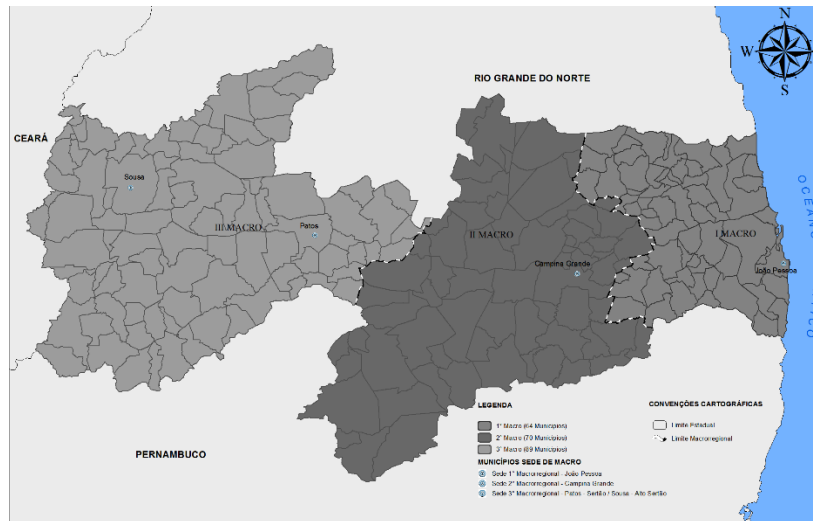 N
W
E
S
RIO GRANDE DO NORTE
CEARÁ
OCEANO
Sousa
III MACRO
Patos
II MACRO
I MACRO
Campina Grande
João Pessoa
TICO
PERNAMBUCO
LEGENDA
1ª Macro (64 Municípios)
2ª Macro (70 Municípios)
3ª Macro (89 Municípios)
MUNICÍPIOS SEDE DE MACRO
Sede 1ª Macrorregional - João Pessoa
Sede 2ª Macrorregional - Campina Grande
Sede 3ª Macrorregional - Patos - Sertão / Sousa - Alto Sertão
CONVENÇÕES CARTOGRÁFICAS
Limite Estadual
Limite Macrorregional